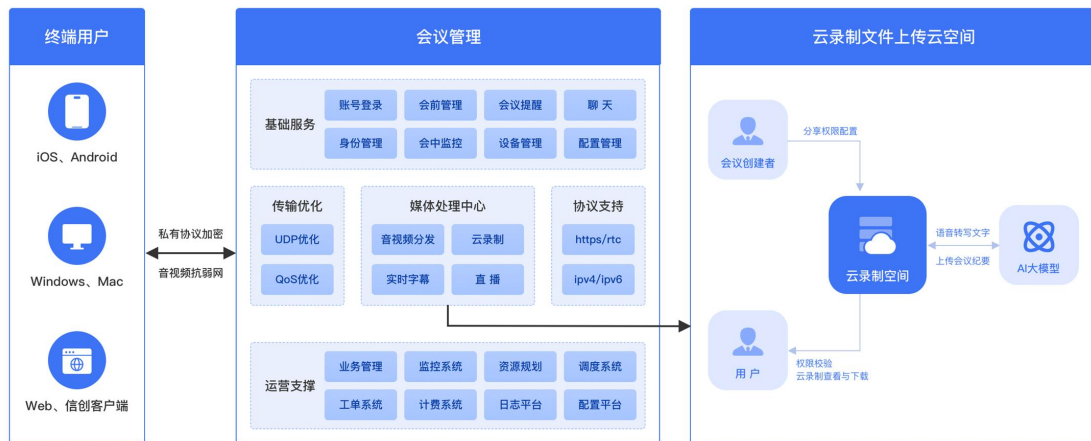 终端用户
iOS、Android
Windows、Mac
Web、信创客户端
私有协议加密
音视频抗弱网
会议管理
基础服务
账号登录
会前管理
会议提醒
聊 天
身份管理
会中监控
设备管理
配置管理
传输优化
UDP优化
QoS优化
媒体处理中心
音视频分发
云录制
实时字幕
直 播
协议支持
https/rtc
ipv4/ipv6
运营支撑
业务管理
监控系统
资源规划
调度系统
工单系统
计费系统
日志平台
配置平台
云录制文件上传云空间
会议创建者
分享权限配置
云录制空间
语音转写文字
上传会议纪要
AI大模型
用 户
权限校验
云录制查看与下载